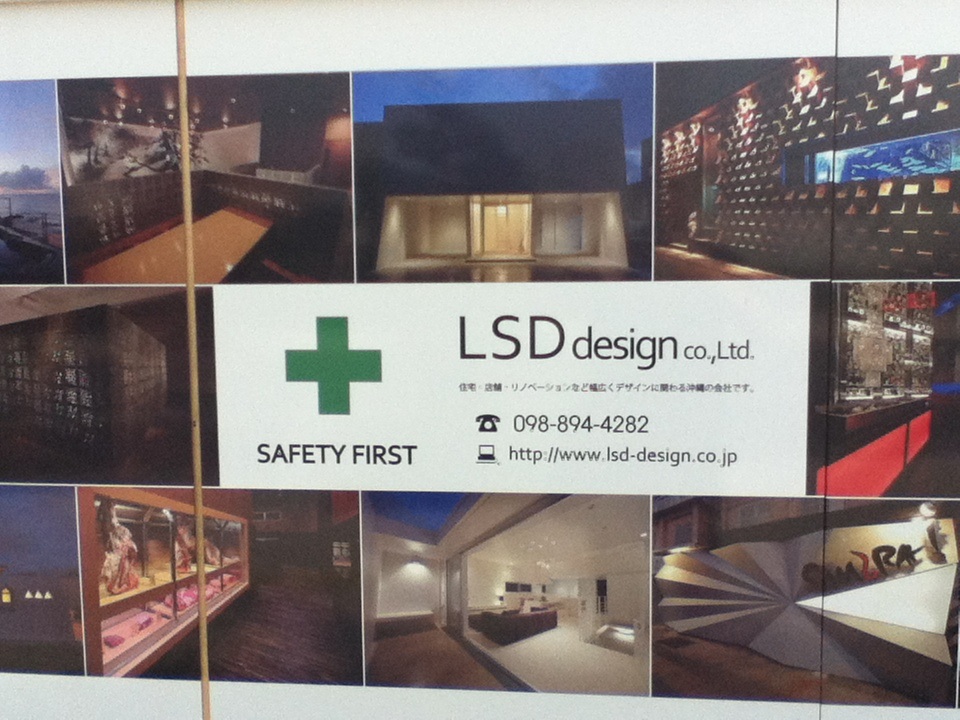 LSD design co.,Ltd.
住宅・店舗・リノベーションなど幅広くデザインに関わる沖縄の会社です。
098-894-4282
http://www.lsd-design.co.jp
SAFETY FIRST